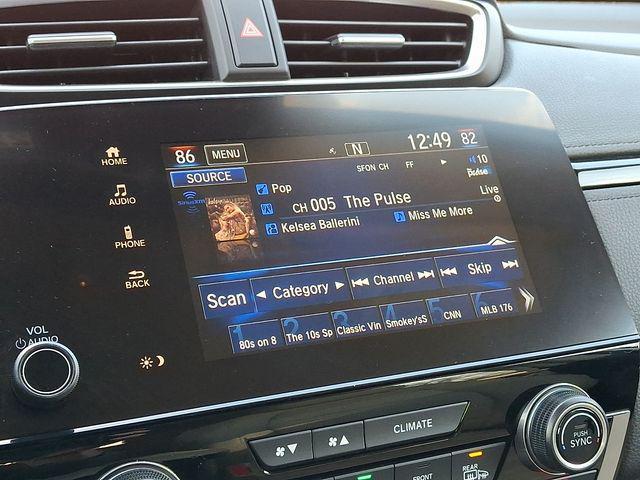 HOME
AUDIO
PHONE
BACK
VOL
AUDIO
86 MENU N 12:49 82
SFON CH FF 10
SOURCE
Pulse
SiriusXM
Pop
CH 005 The Pulse Live
Kelsea Ballerini Miss Me More
Scan Category Channel Skip
1 2 3 4 5 6
80s on 8 The 10s Sp Classic Vin Smokey'sS CNN MLB 176
CLIMATE
PUSH
SYNC
FRONT
REAR